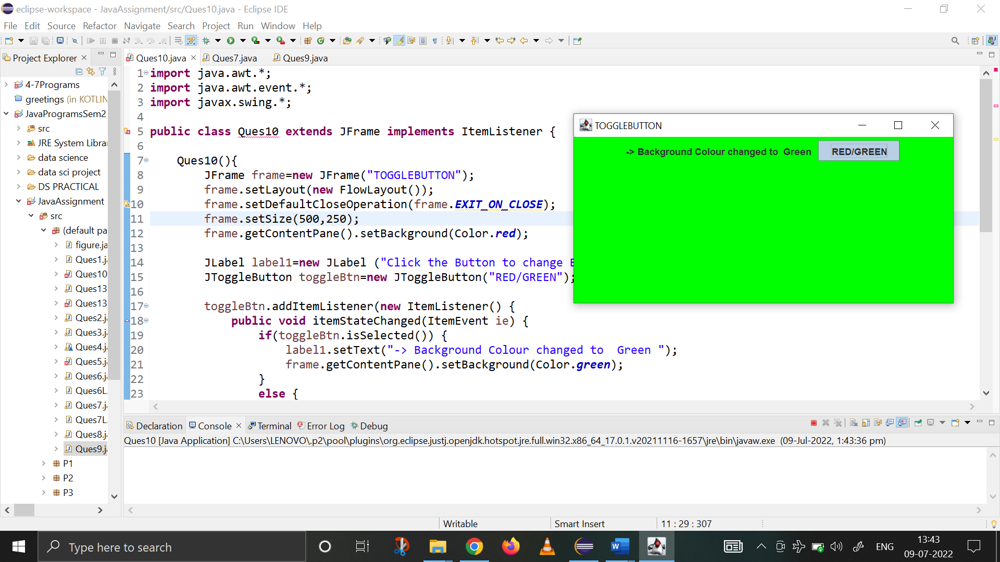 eclipse-workspace - JavaAssignment/src/Ques10.java - Eclipse IDE
File Edit Source Refactor Navigate Search Project Run Window Help
Project Explorer
Ques10.java Ques7.java Ques9.java
4-7Programs
greetings (in KOTLIN
JavaProgramsSem2
src
JRE System Librar
data science
data sci project
DS PRACTICAL
JavaAssignment
src
(default pa
figure.ja
Ques1.j
Ques10
Ques13
Ques13
Ques2.j
Ques3.j
Ques4.j
Ques5.j
Ques6.j
Ques6L.
Ques7.j
Ques7L.
Ques8.j
Ques9.j
P1
P2
P3
1 import java.awt.*;
2 import java.awt.event.*;
3 import javax.swing.*;
4
5 public class Ques10 extends JFrame implements ItemListener {
6
7 Ques10(){
8 JFrame frame=new JFrame("TOGGLEBUTTON");
9 frame.setLayout(new FlowLayout());
10 frame.setDefaultCloseOperation(frame.EXIT_ON_CLOSE);
11 frame.setSize(500,250);
12 frame.getContentPane().setBackground(Color.red);
13
14 JLabel label1=new JLabel ("Click the Button to change
15 JToggleButton toggleBtn=new JToggleButton("RED/GREEN");
16
17 toggleBtn.addItemListener(new ItemListener() {
18 public void itemStateChanged(ItemEvent ie) {
19 if(toggleBtn.isSelected()) {
20 label1.setText("-> Background Colour changed to  Green ");
21 frame.getContentPane().setBackground(Color.green);
22 }
23 else {
TOGGLEBUTTON
-> Background Colour changed to  Green RED/GREEN
Declaration Console Terminal Error Log Debug
Ques10 [Java Application] C:\Users\LENOVO\.p2\pool\plugins\org.eclipse.justj.openjdk.hotspot.jre.full.win32.x86_64_17.0.1.v20211116-1657\jre\bin\javaw.exe (09-Jul-2022, 1:43:36 pm)
Writable Smart Insert 11 : 29 : 307
Type here to search
ENG
13:43
09-07-2022